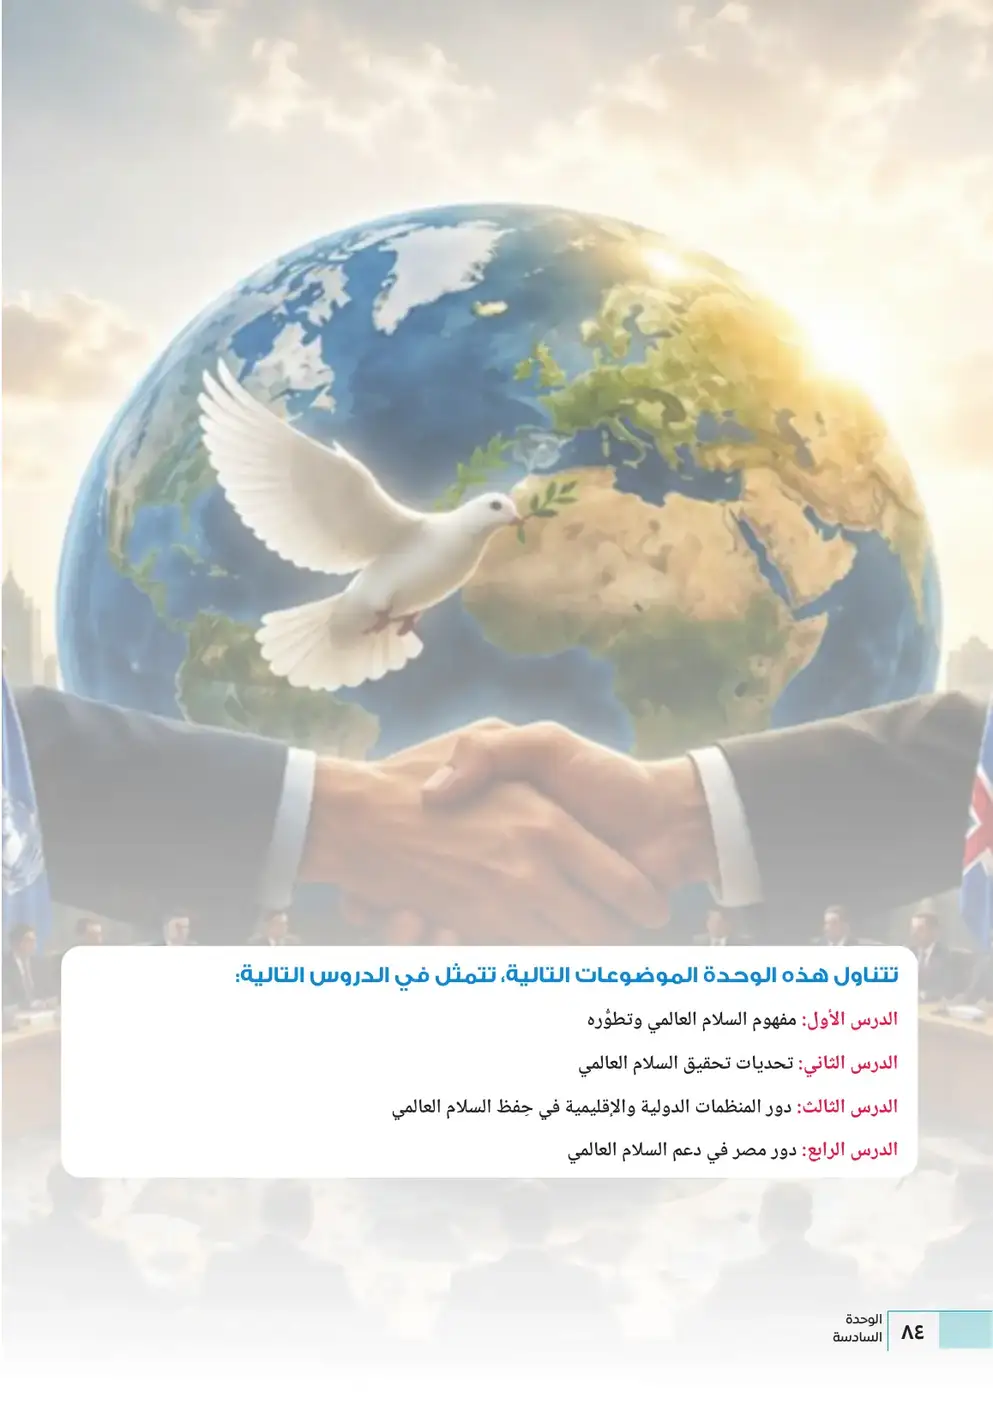 تتناول هذه الوحدة الموضوعات التالية، تتمثل في الدروس التالية:
الدرس الأول: مفهوم السلام العالمي وتطوُّره
الدرس الثاني: تحديات تحقيق السلام العالمي
الدرس الثالث: دور المنظمات الدولية والإقليمية في حِفظ السلام العالمي
الدرس الرابع: دور مصر في دعم السلام العالمي
٨٤
الوحدة
السادسة